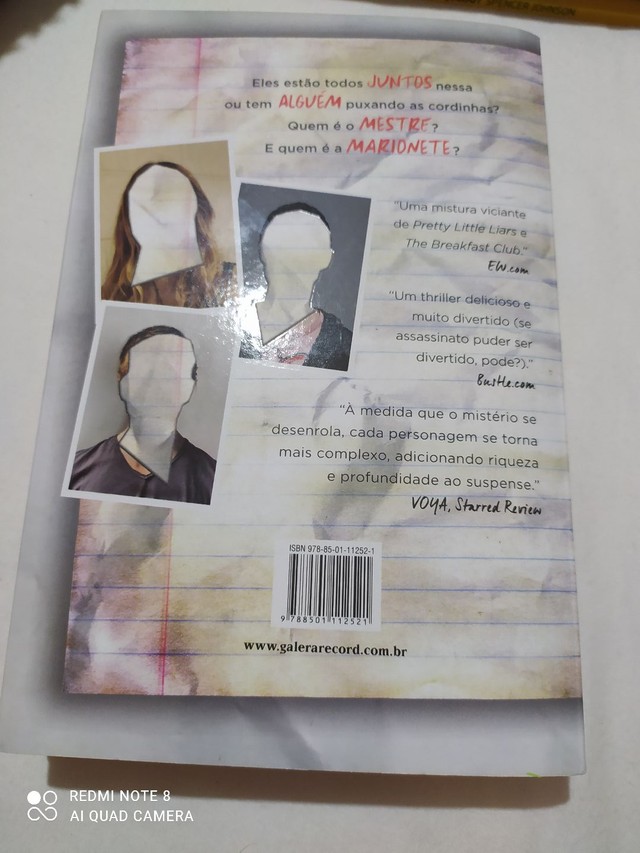 SPENCER JOHNSON
Eles estão todos JUNTOS nessa
ou tem ALGUÉM puxando as cordinhas?
Quem é o MESTRE?
E quem é a MARIONETE?
"Uma mistura viciante
de Pretty Little Liars e
The Breakfast Club."
EW.com
"Um thriller delicioso e
muito divertido (se
assassinato puder ser
divertido, pode?)."
Bustle.com
"À medida que o mistério se
desenrola, cada personagem se torna
mais complexo, adicionando riqueza
e profundidade ao suspense."
VOYA, Starred Review
ISBN 978-85-01-11252-1
9 788501 112521
www.galerarecord.com.br
REDMI NOTE 8
AI QUAD CAMERA